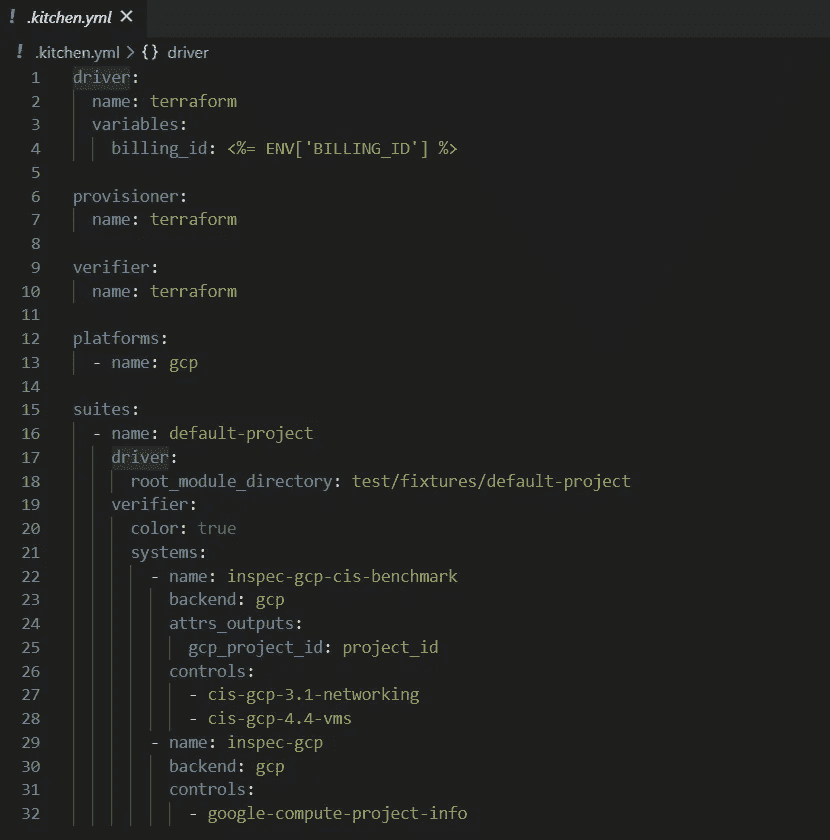 ! .kitchen.yml ×
! .kitchen.yml > {} driver
1 driver:
2   name: terraform
3   variables:
4     billing_id: <%= ENV['BILLING_ID'] %>
5
6 provisioner:
7   name: terraform
8
9 verifier:
10   name: terraform
11
12 platforms:
13   - name: gcp
14
15 suites:
16   - name: default-project
17     driver:
18       root_module_directory: test/fixtures/default-project
19     verifier:
20       color: true
21       systems:
22         - name: inspec-gcp-cis-benchmark
23           backend: gcp
24           attrs_outputs:
25             gcp_project_id: project_id
26           controls:
27             - cis-gcp-3.1-networking
28             - cis-gcp-4.4-vms
29         - name: inspec-gcp
30           backend: gcp
31           controls:
32             - google-compute-project-info